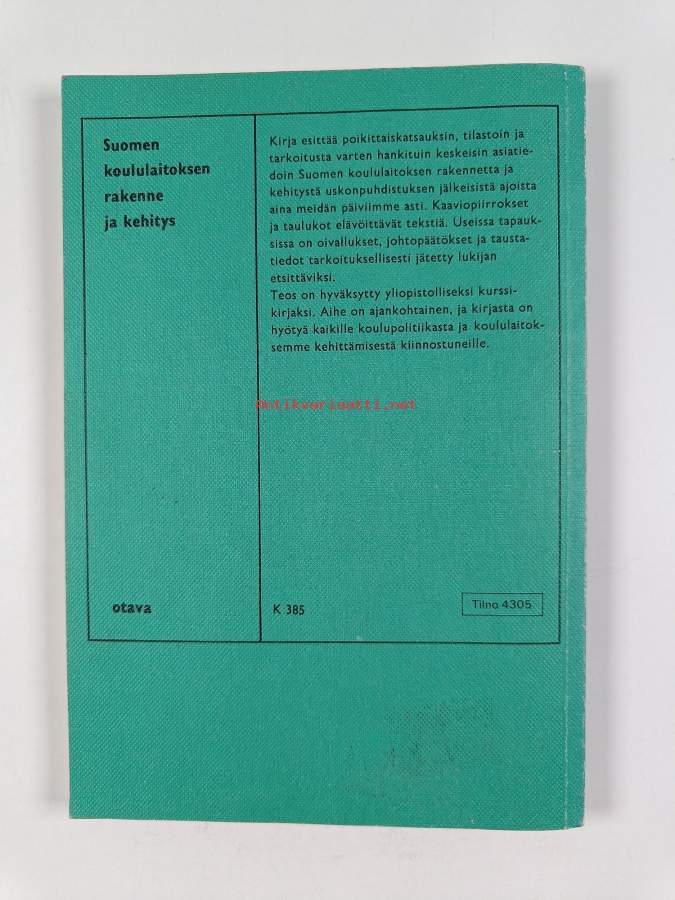 Suomen
koululaitoksen
rakenne
ja kehitys
Kirja esittää poikittaiskatsauksin, tilastoin ja
tarkoitusta varten hankituin keskeisin asiatie-
doin Suomen koululaitoksen rakennetta ja
kehitystä uskonpuhdistuksen jälkeisistä ajoista
aina meidän päiviimme asti. Kaaviopiirrokset
ja taulukot elävöittävät tekstiä. Useissa tapauk-
sissa on oivallukset, johtopäätökset ja tausta-
tiedot tarkoituksellisesti jätetty lukijan
etsittäviksi.
Teos on hyväksytty yliopistolliseksi kurssi-
kirjaksi. Aihe on ajankohtainen, ja kirjasta on
hyötyä kaikille koulupolitiikasta ja koululaitok-
semme kehittämisestä kiinnostuneille.
Antikvariaatti.net
otava
K 385
Tilno 4305